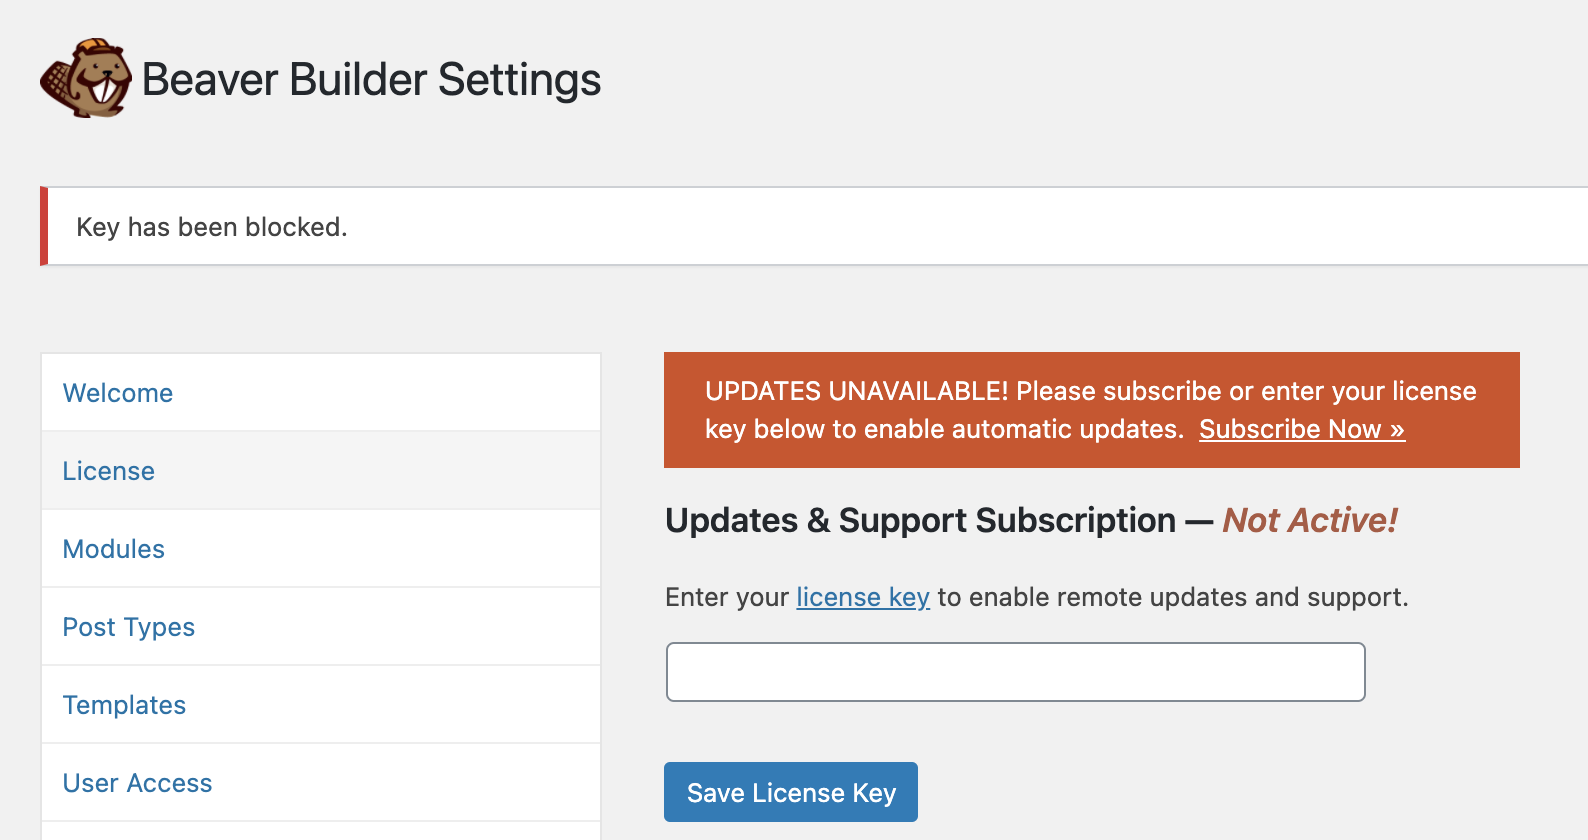 Beaver Builder Settings
Key has been blocked.
Welcome
License
Modules
Post Types
Templates
User Access
UPDATES UNAVAILABLE! Please subscribe or enter your license
key below to enable automatic updates. Subscribe Now »
Updates & Support Subscription — Not Active!
Enter your license key to enable remote updates and support.
Save License Key